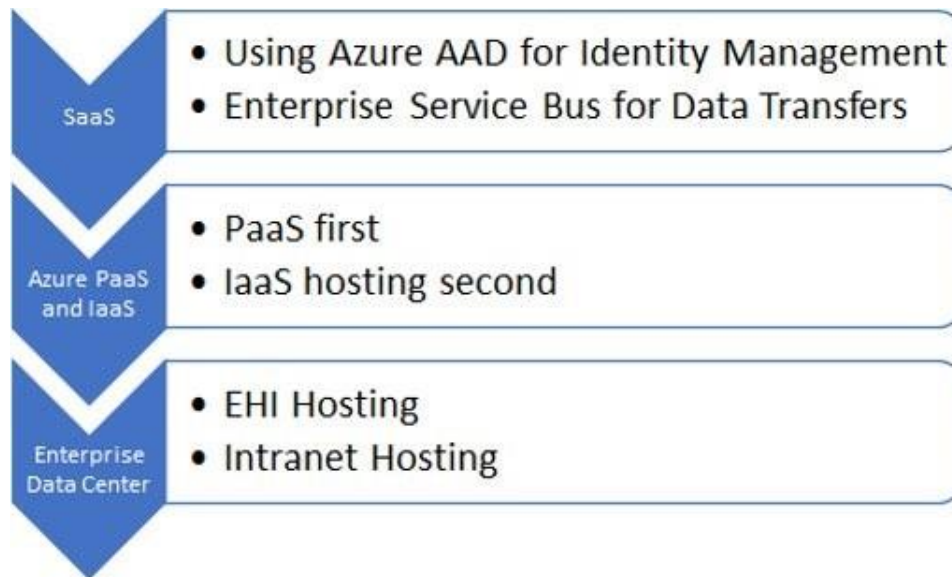 SaaS
• Using Azure AAD for Identity Management
• Enterprise Service Bus for Data Transfers
Azure PaaS
and IaaS
• PaaS first
• IaaS hosting second
Enterprise
Data Center
• EHI Hosting
• Intranet Hosting